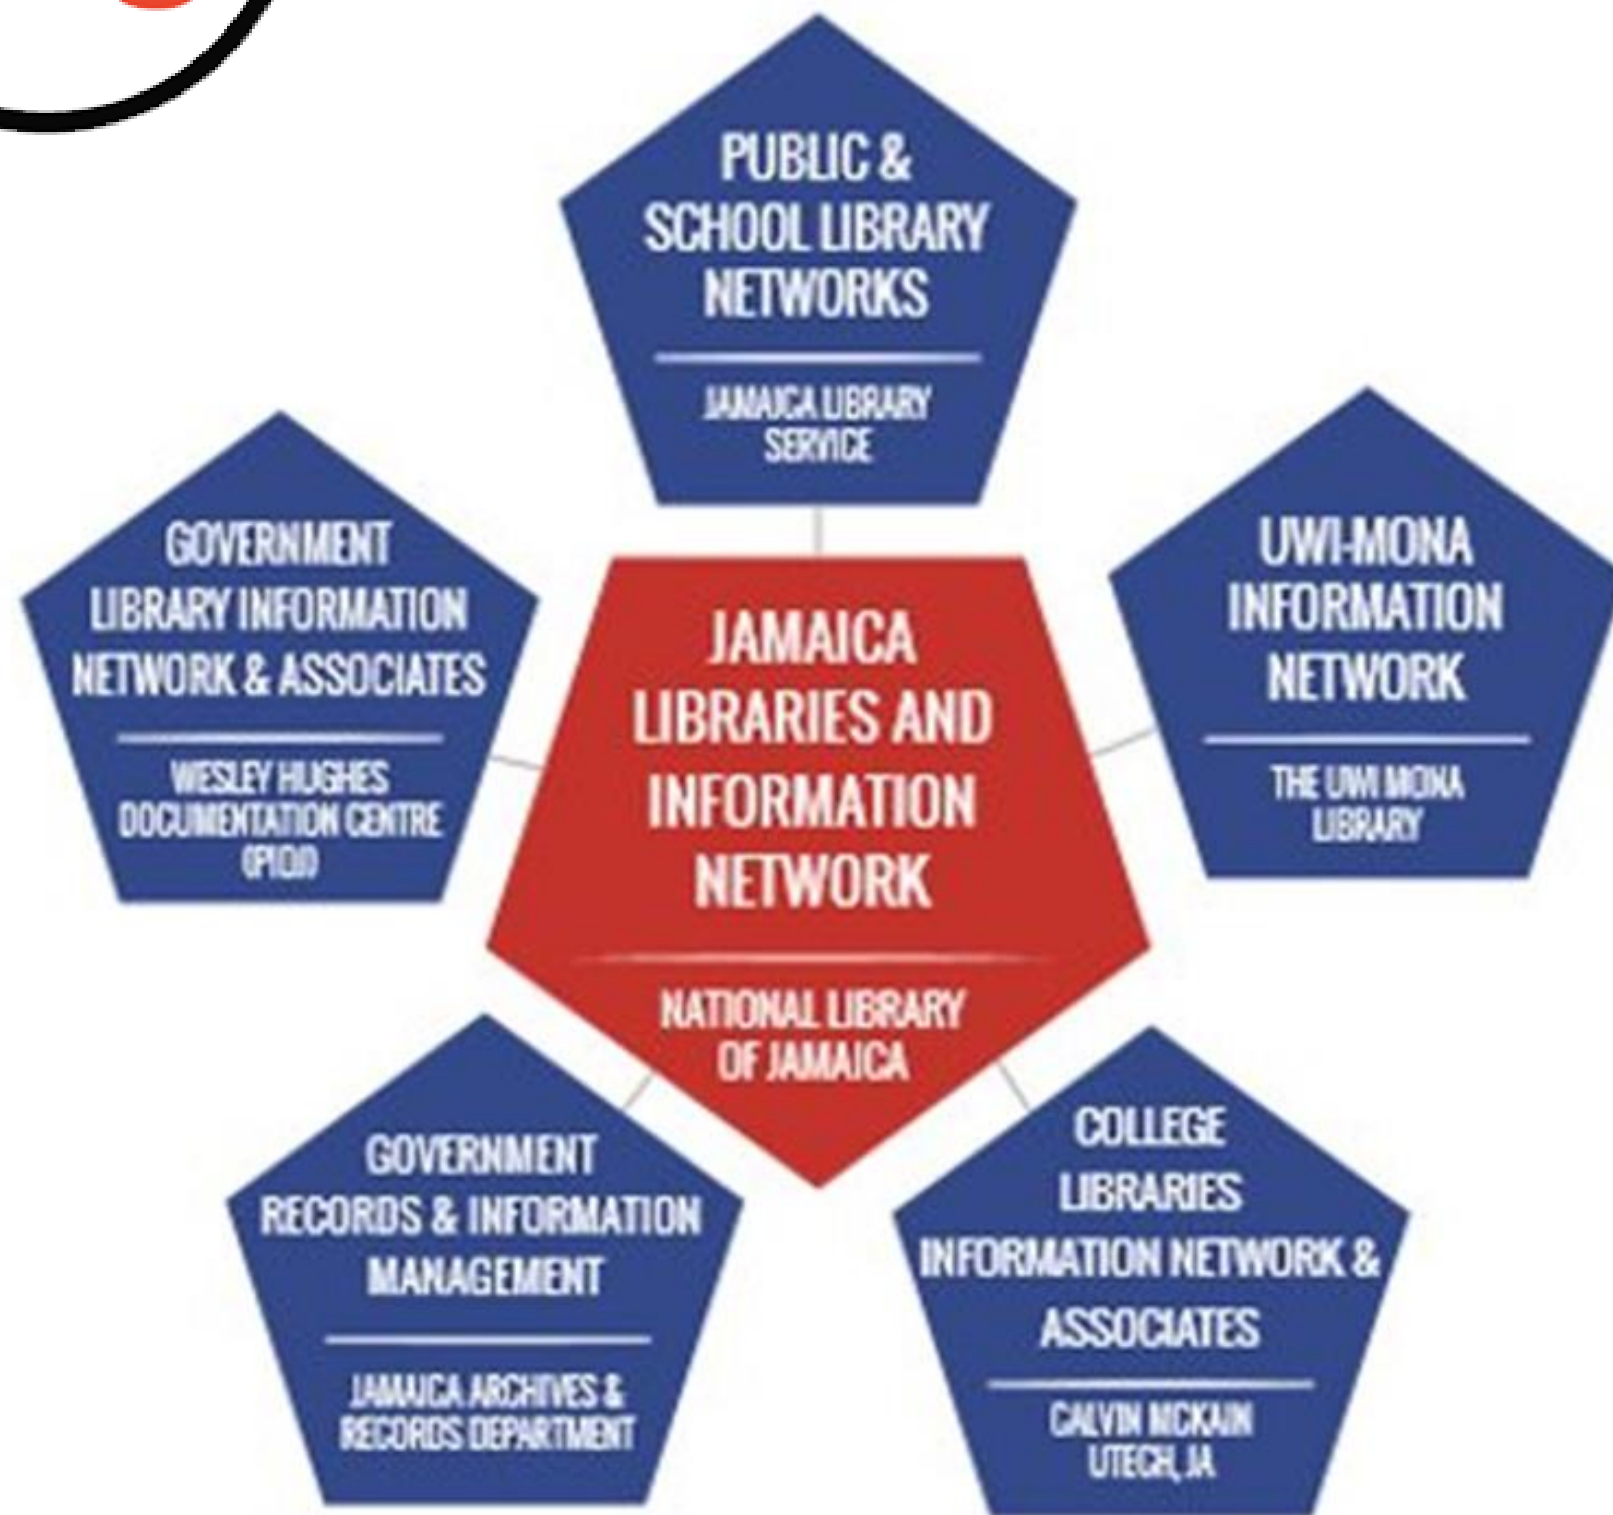 PUBLIC &
SCHOOL LIBRARY
NETWORKS
JAMAICA LIBRARY
SERVICE
GOVERNMENT
LIBRARY INFORMATION
NETWORK & ASSOCIATES
WESLEY HUGHES
DOCUMENTATION CENTRE
(PIOJ)
JAMAICA
LIBRARIES AND
INFORMATION
NETWORK
NATIONAL LIBRARY
OF JAMAICA
UWI-MONA
INFORMATION
NETWORK
THE UWI MONA
LIBRARY
GOVERNMENT
RECORDS & INFORMATION
MANAGEMENT
JAMAICA ARCHIVES &
RECORDS DEPARTMENT
COLLEGE
LIBRARIES
INFORMATION NETWORK &
ASSOCIATES
CALVIN MCKAIN
UTECH, JA